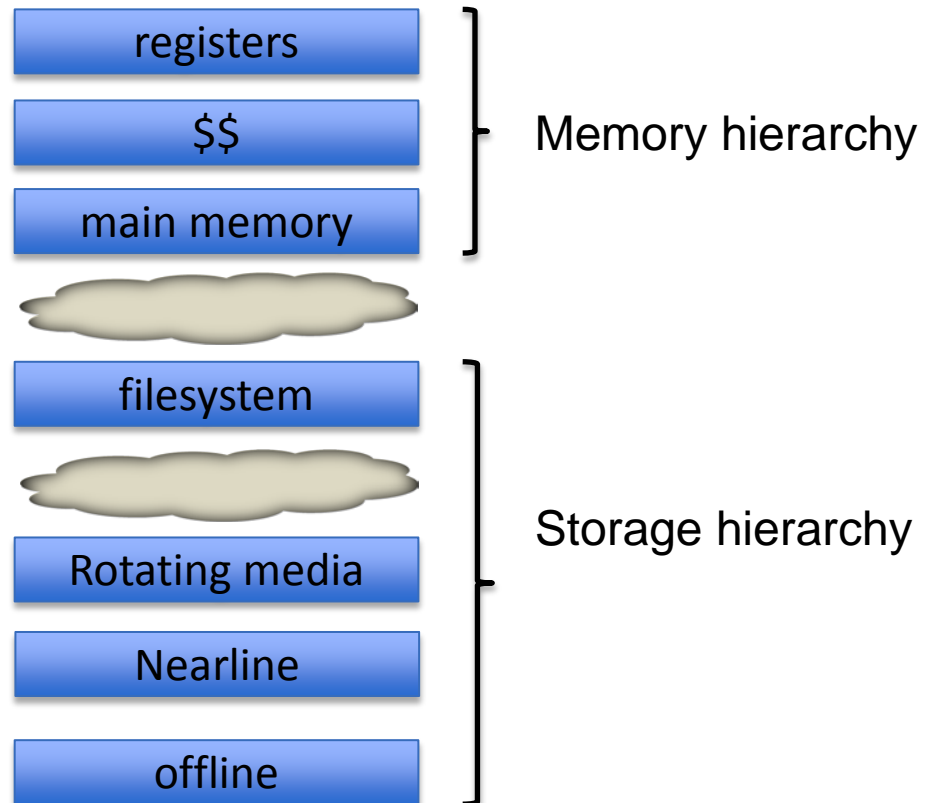 registers
$$
Memory hierarchy
main memory
filesystem
Storage hierarchy
Rotating media
Nearline
offline